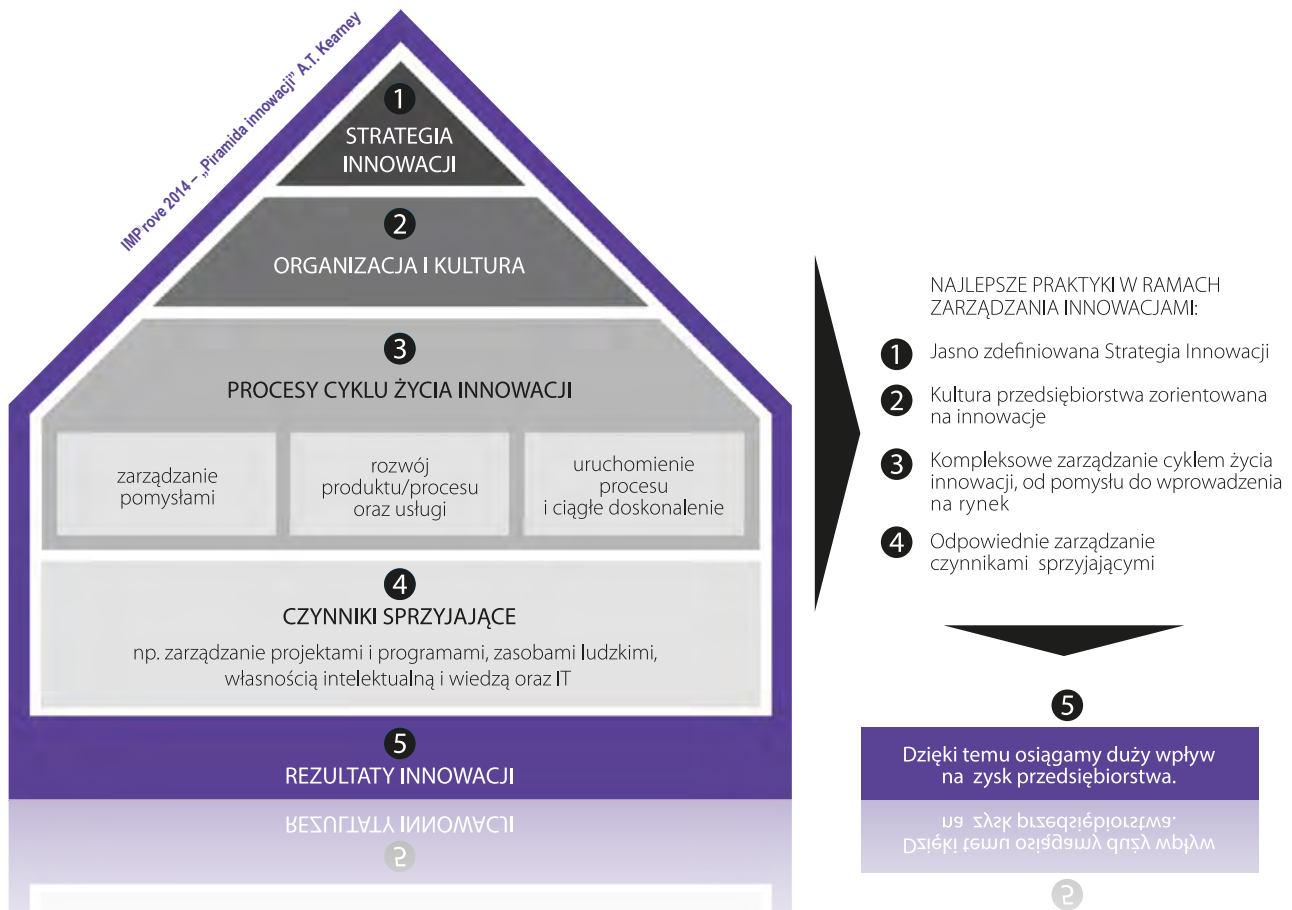 IMP³rove 2014 – „Piramida innowacji” A.T. Kearney
1
STRATEGIA
INNOWACJI
2
ORGANIZACJA I KULTURA
3
PROCESY CYKLU ŻYCIA INNOWACJI
zarządzanie
pomysłami
rozwój
produktu/procesu
oraz usługi
uruchomienie
procesu
i ciągłe doskonalenie
4
CZYNNIKI SPRZYJAJĄCE
np. zarządzanie projektami i programami, zasobami ludzkimi,
własnością intelektualną i wiedzą oraz IT
5
REZULTATY INNOWACJI
NAJLEPSZE PRAKTYKI W RAMACH
ZARZĄDZANIA INNOWACJAMI:
1 Jasno zdefiniowana Strategia Innowacji
2 Kultura przedsiębiorstwa zorientowana
na innowacje
3 Kompleksowe zarządzanie cyklem życia
innowacji, od pomysłu do wprowadzenia
na rynek
4 Odpowiednie zarządzanie
czynnikami sprzyjającymi
5
Dzięki temu osiągamy duży wpływ
na zysk przedsiębiorstwa.